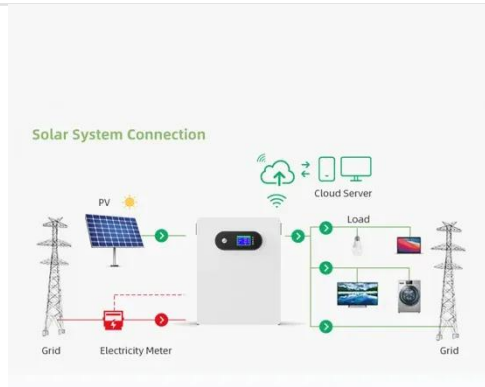 Solar System Connection
Cloud Server
PV
Load
Grid
Electricity Meter
Grid